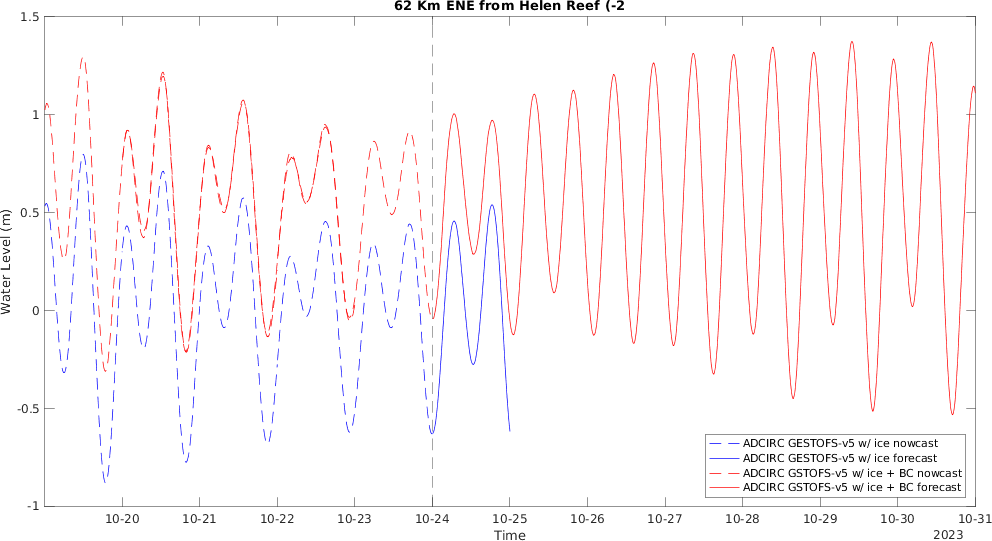 62 Km ENE from Helen Reef (-2
1.5
1
0.5
0
-0.5
-1
Water Level (m)
10-20 10-21 10-22 10-23 10-24 10-25 10-26 10-27 10-28 10-29 10-30 10-31
Time
2023
ADCIRC GESTOFS-v5 w/ ice nowcast
ADCIRC GESTOFS-v5 w/ ice forecast
ADCIRC GSTOFS-v5 w/ ice + BC nowcast
ADCIRC GSTOFS-v5 w/ ice + BC forecast